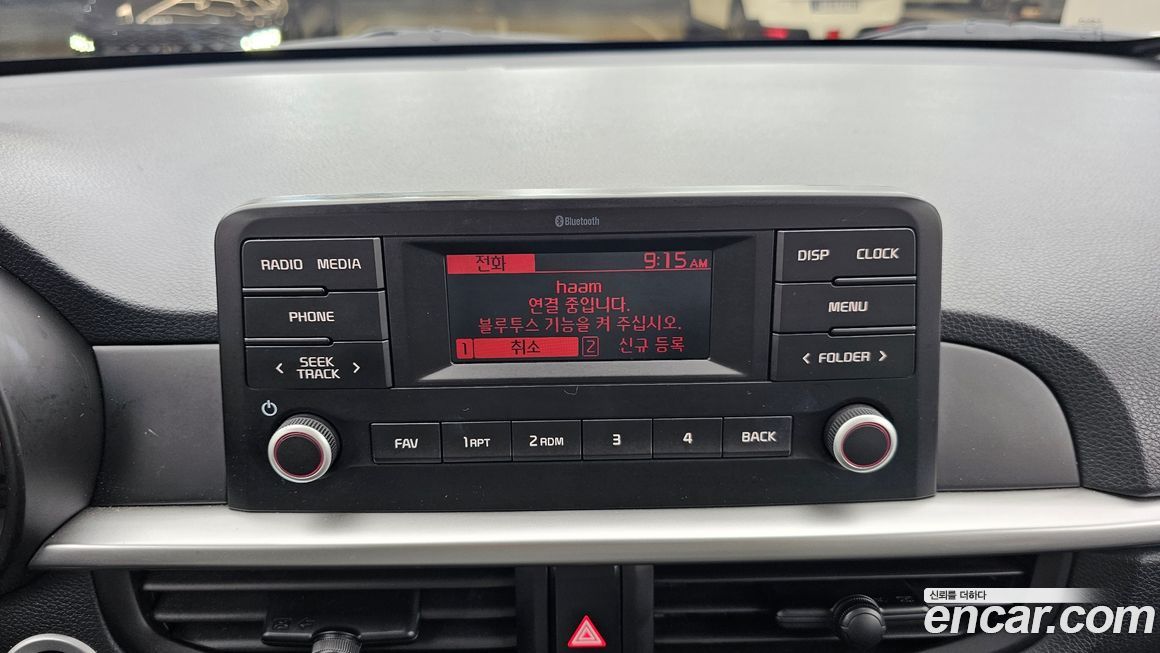 Bluetooth
RADIO MEDIA
PHONE
< SEEK TRACK >
전화 9:15 AM
haam
연결 중입니다.
블루투스 기능을 켜 주십시오.
1 취소 2 신규 등록
DISP CLOCK
MENU
< FOLDER >
FAV 1 RPT 2 RDM 3 4 BACK
신뢰를 더하다
encar.com